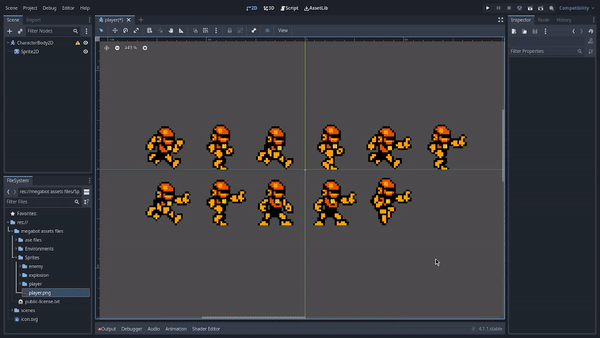 Scene Project Debug Editor Help
2D 3D Script AssetLib
Compatibility
Scene Import
player(*)
Inspector Node History
Filter Nodes
View
CharacterBody2D
Sprite2D
Filter Properties
FileSystem
res://megabot assets files/Sp
Filter Files
Favorites:
res://
megabot assets files
ase files
Environments
Sprites
enemy
explosion
player
player.png
public-license.txt
scenes
icon.svg
Output Debugger Audio Animation Shader Editor
4.1.1.stable